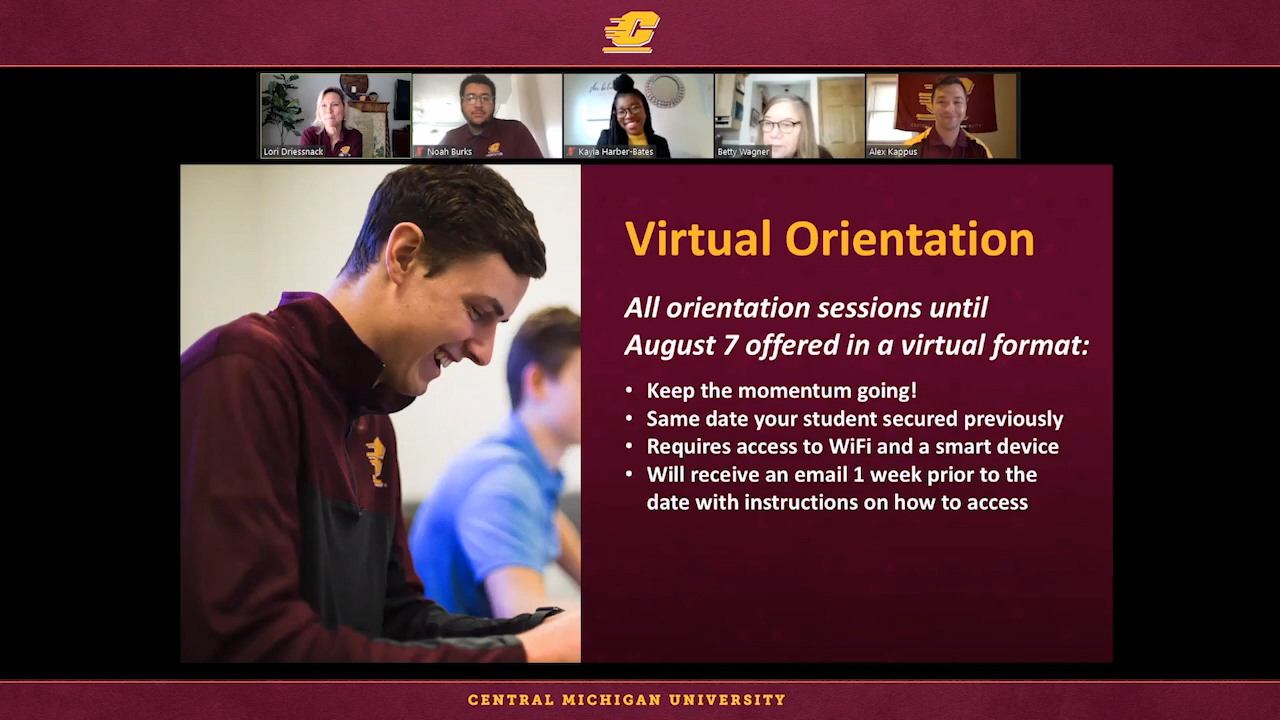 Lori Driessnack
Noah Burks
Kayla Harber-Bates
Betty Wagner
Alex Kappus
Virtual Orientation
All orientation sessions until
August 7 offered in a virtual format:
• Keep the momentum going!
• Same date your student secured previously
• Requires access to WiFi and a smart device
• Will receive an email 1 week prior to the
date with instructions on how to access
CENTRAL MICHIGAN UNIVERSITY